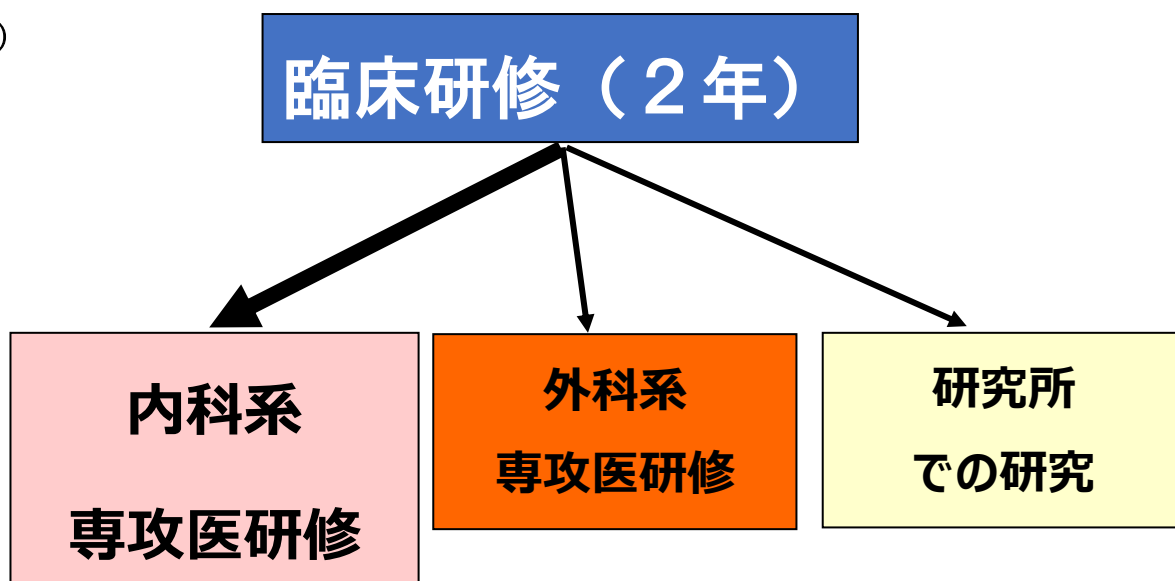 臨床研修（２年）
内科系
専攻医研修
外科系
専攻医研修
研究所
での研究